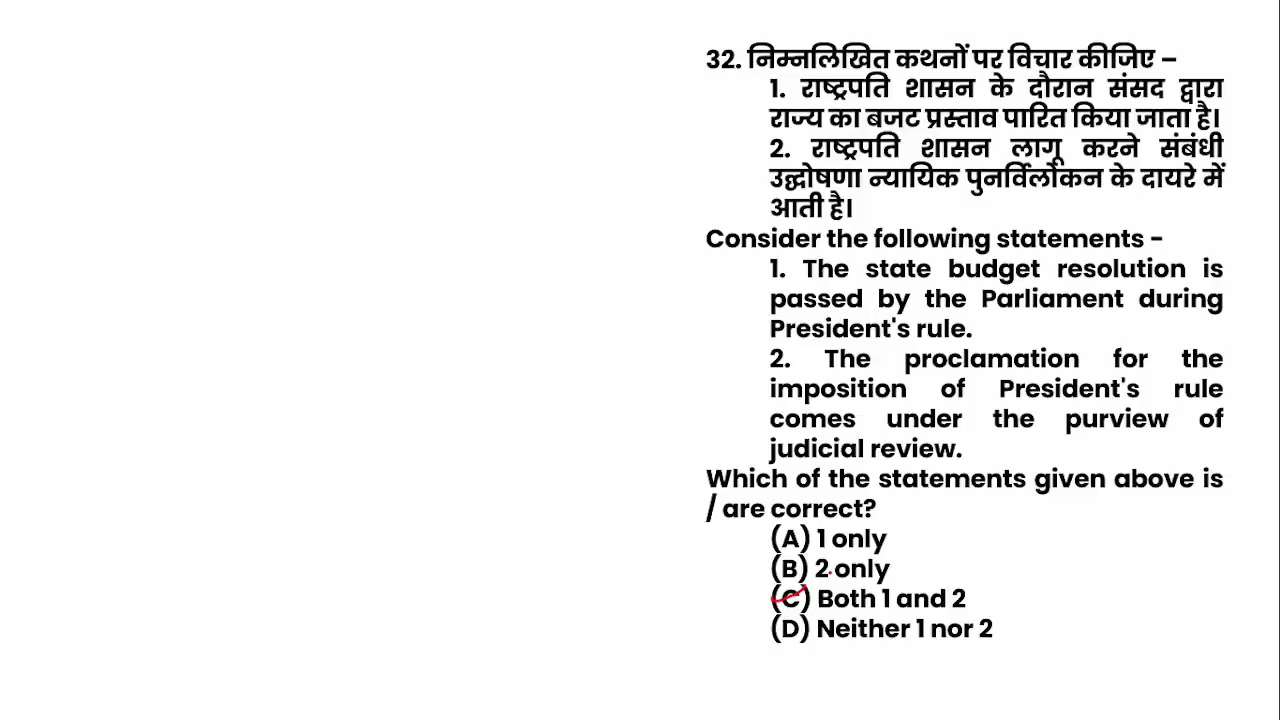 32. निम्नलिखित कथनों पर विचार कीजिए –
1. राष्ट्रपति शासन के दौरान संसद द्वारा
राज्य का बजट प्रस्ताव पारित किया जाता है।
2. राष्ट्रपति शासन लागू करने संबंधी
उद्घोषणा न्यायिक पुनर्विलोकन के दायरे में
आती है।
Consider the following statements -
1. The state budget resolution is
passed by the Parliament during
President's rule.
2. The proclamation for the
imposition of President's rule
comes under the purview of
judicial review.
Which of the statements given above is
/ are correct?
(A) 1 only
(B) 2 only
(C) Both 1 and 2
(D) Neither 1 nor 2